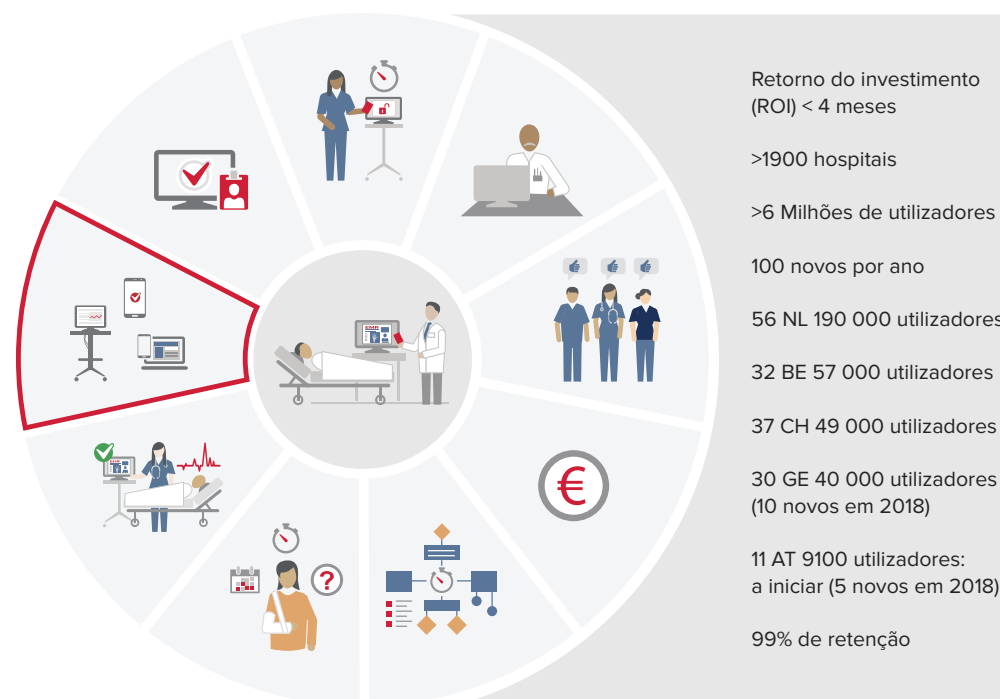 Retorno do investimento
(ROI) < 4 meses
>1900 hospitais
>6 Milhões de utilizadores
100 novos por ano
56 NL 190 000 utilizadores
32 BE 57 000 utilizadores
37 CH 49 000 utilizadores
30 GE 40 000 utilizadores
(10 novos em 2018)
11 AT 9100 utilizadores:
a iniciar (5 novos em 2018)
99% de retenção
EMR
€
?